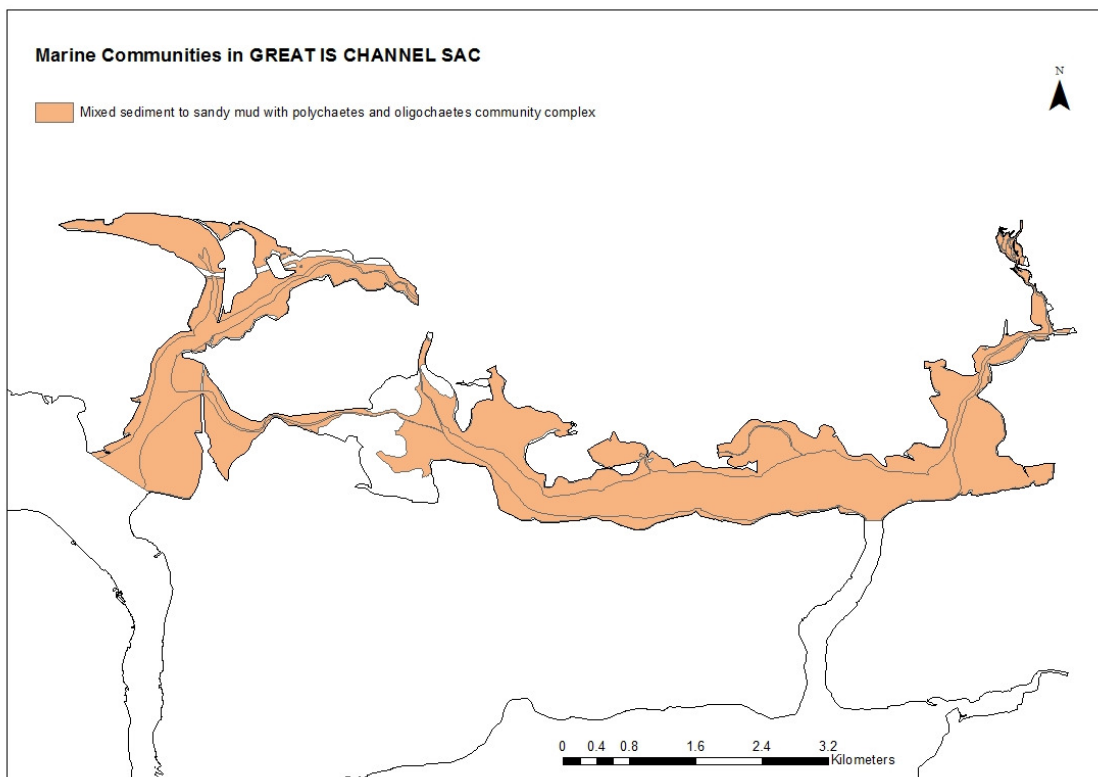 Marine Communities in GREAT IS CHANNEL SAC
N
Mixed sediment to sandy mud with polychaetes and oligochaetes community complex
0 0.4 0.8 1.6 2.4 3.2
Kilometers